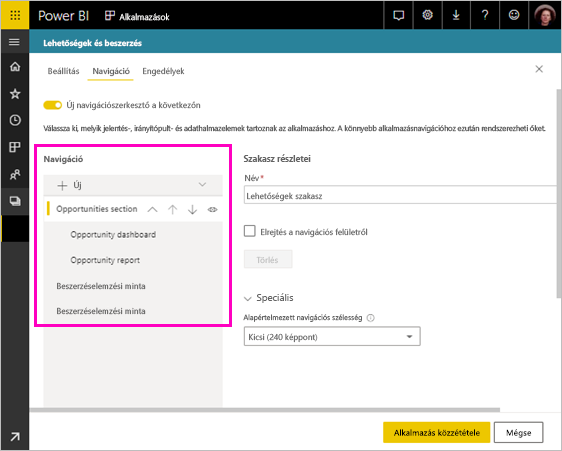 Power BI
Alkalmazások
Lehetőségek és beszerzés
Beállítás
Navigáció
Engedélyek
Új navigációszerkesztő a következőn
Válassza ki, melyik jelentés-, irányítópult- és adathalmazelemek tartoznak az alkalmazáshoz. A könnyebb alkalmazásnavigációhoz ezután rendszerezheti őket.
Navigáció
Új
Opportunities section
Opportunity dashboard
Opportunity report
Beszerzéselemzési minta
Beszerzéselemzési minta
Szakasz részletei
Név*
Lehetőségek szakasz
Elrejtés a navigációs felületről
Törlés
Speciális
Alapértelmezett navigációs szélesség
Kicsi (240 képpont)
Alkalmazás közzététele
Mégse